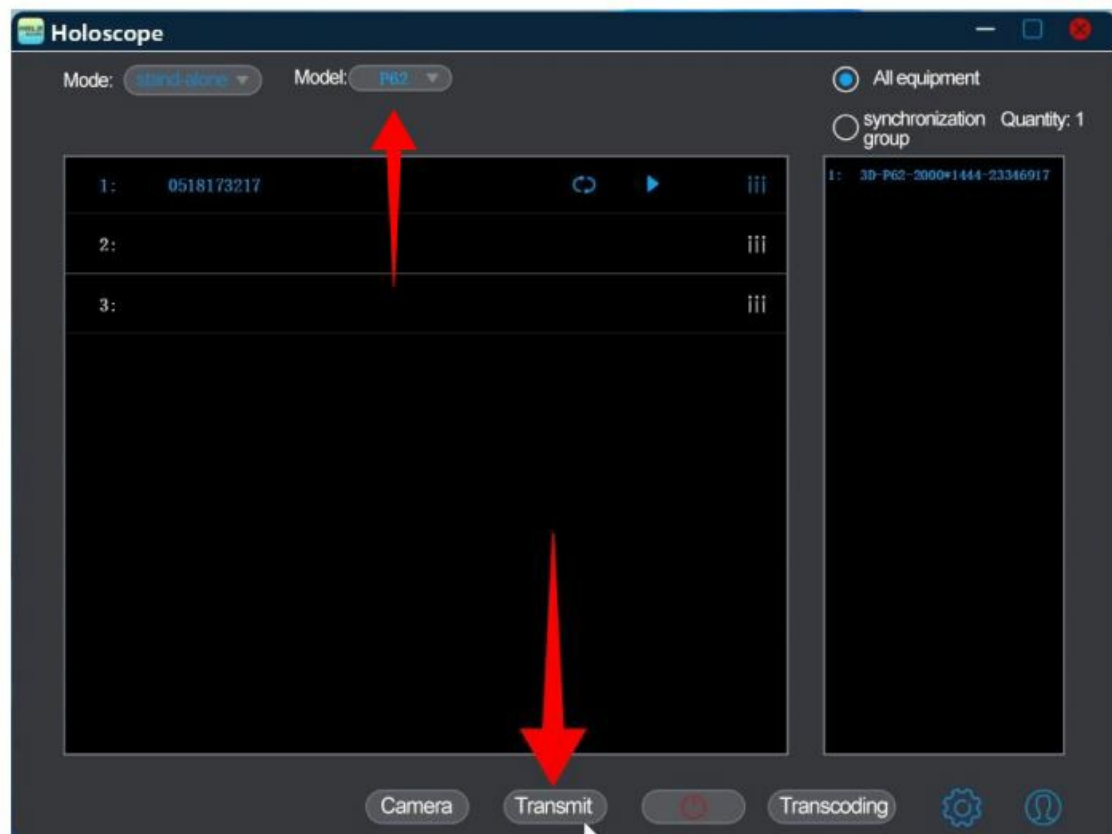 Holoscope
Mode: stand-alone Model: P62
All equipment
synchronization group Quantity: 1
1: 0518173217
2:
3:
1: 3D-P62-2000*1444-23346917
Camera Transmit Transcoding